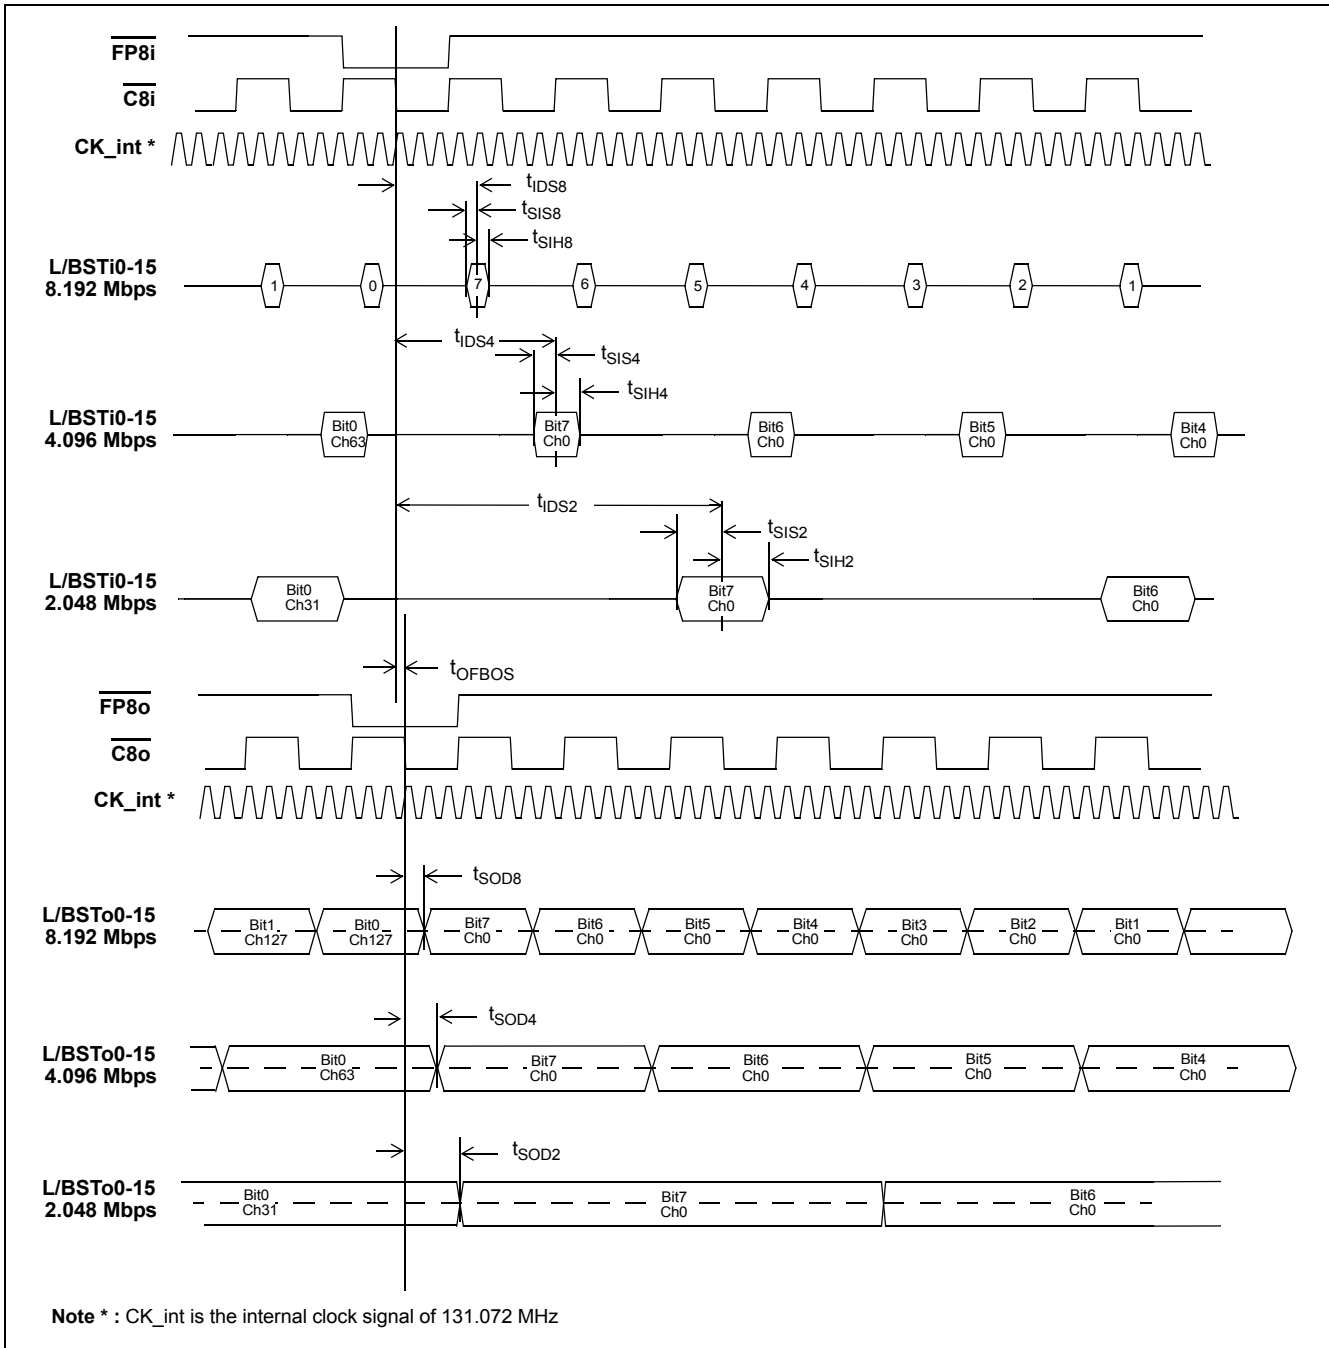 FP8i
C8i
CK_int *
tIDS8
tSIS8
tSIH8
L/BSTi0-15
8.192 Mbps
1 0 7 6 5 4 3 2 1
tIDS4
tSIS4
tSIH4
L/BSTi0-15
4.096 Mbps
Bit0 Bit7 Bit6 Bit5 Bit4
Ch63 Ch0 Ch0 Ch0 Ch0
tIDS2
tSIS2
tSIH2
L/BSTi0-15
2.048 Mbps
Bit0 Bit7 Bit6
Ch31 Ch0 Ch0
tOFBOS
FP8o
C8o
CK_int *
tSOD8
L/BSTo0-15
8.192 Mbps
Bit1 Bit0 Bit7 Bit6 Bit5 Bit4 Bit3 Bit2 Bit1
Ch127 Ch127 Ch0 Ch0 Ch0 Ch0 Ch0 Ch0 Ch0
tSOD4
L/BSTo0-15
4.096 Mbps
Bit0 Bit7 Bit6 Bit5 Bit4
Ch63 Ch0 Ch0 Ch0 Ch0
tSOD2
L/BSTo0-15
2.048 Mbps
Bit0 Bit7 Bit6
Ch31 Ch0 Ch0
Note * : CK_int is the internal clock signal of 131.072 MHz